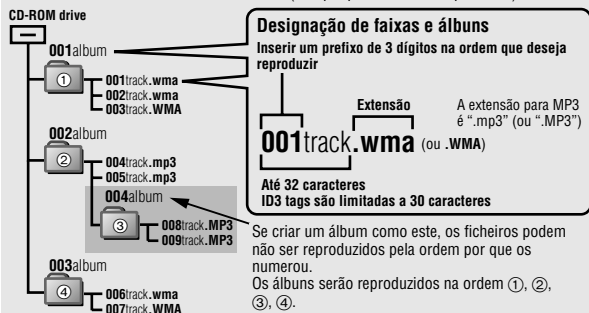 CD-ROM drive
001album
①
001track.wma
002track.wma
003track.WMA
002album
②
004track.mp3
005track.mp3
004album
③
008track.MP3
009track.MP3
003album
④
006track.wma
007track.WMA
Designação de faixas e álbuns
Inserir um prefixo de 3 dígitos na ordem que deseja
reproduzir
Extensão
001track.wma (ou .WMA)
A extensão para MP3
é “.mp3” (ou “.MP3”)
Até 32 caracteres
ID3 tags são limitadas a 30 caracteres
Se criar um álbum como este, os ficheiros podem
não ser reproduzidos pela ordem por que os
numerou.
Os álbuns serão reproduzidos na ordem ①, ②,
③, ④.